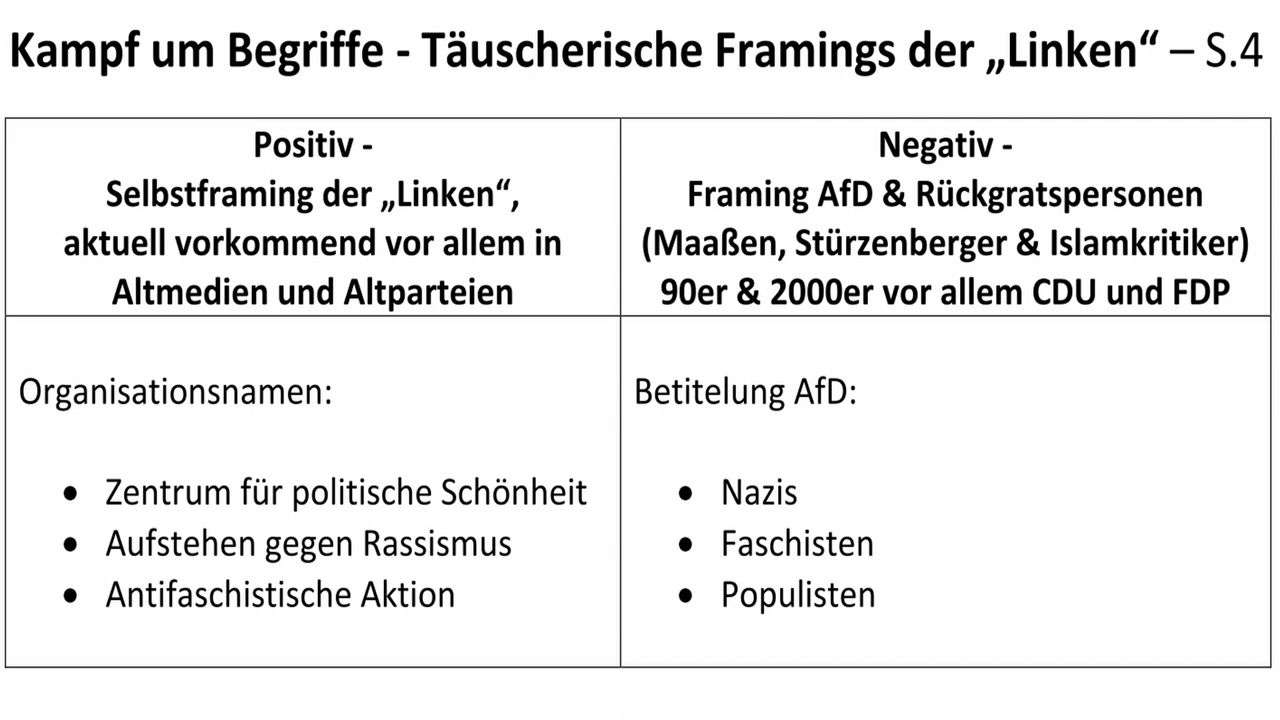 Kampf um Begriffe - Täuscherische Framings der „Linken“ – S.4
Positiv -
Selbstframing der „Linken“,
aktuell vorkommend vor allem in
Altmedien und Altparteien
Negativ -
Framing AfD & Rückgratspersonen
(Maaßen, Stürzenberger & Islamkritiker)
90er & 2000er vor allem CDU und FDP
Organisationsnamen:
• Zentrum für politische Schönheit
• Aufstehen gegen Rassismus
• Antifaschistische Aktion
Betitelung AfD:
• Nazis
• Faschisten
• Populisten